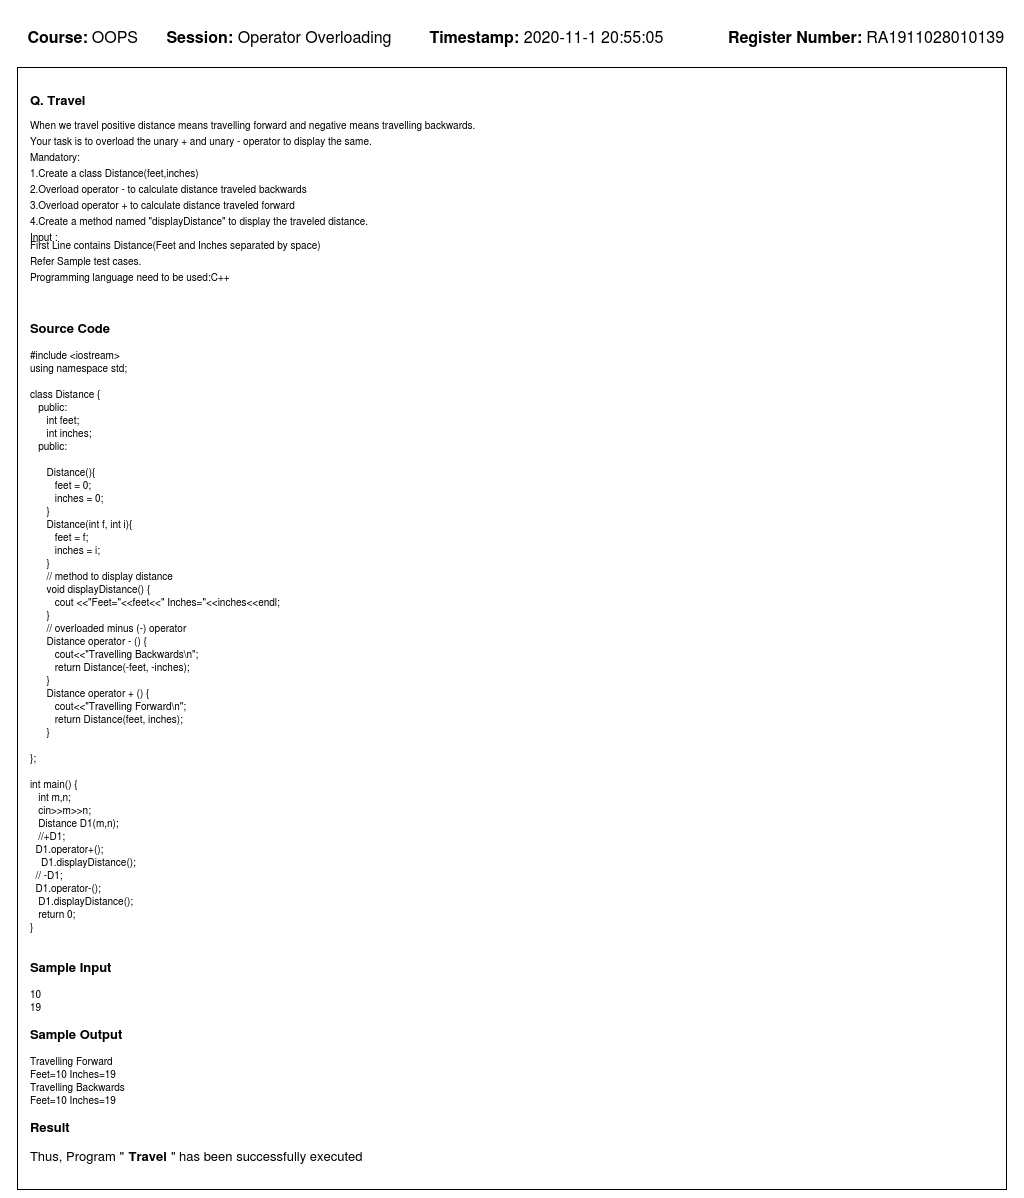 Course: OOPS Session: Operator Overloading Timestamp: 2020-11-1 20:55:05 Register Number: RA1911028010139
Q. Travel
When we travel positive distance means travelling forward and negative means travelling backwards.
Your task is to overload the unary + and unary - operator to display the same.
Mandatory:
1.Create a class Distance(feet,inches)
2.Overload operator - to calculate distance traveled backwards
3.Overload operator + to calculate distance traveled forward
4.Create a method named "displayDistance" to display the traveled distance.
Input :
First Line contains Distance(Feet and Inches separated by space)
Refer Sample test cases.
Programming language need to be used:C++
Source Code
#include <iostream>
using namespace std;
class Distance {
public:
int feet;
int inches;
public:
Distance(){
feet = 0;
inches = 0;
}
Distance(int f, int i){
feet = f;
inches = i;
}
// method to display distance
void displayDistance() {
cout <<"Feet="<<feet<<" Inches="<<inches<<endl;
}
// overloaded minus (-) operator
Distance operator - () {
cout<<"Travelling Backwards\n";
return Distance(-feet, -inches);
}
Distance operator + () {
cout<<"Travelling Forward\n";
return Distance(feet, inches);
}
};
int main() {
int m,n;
cin>>m>>n;
Distance D1(m,n);
//+D1;
D1.operator+();
D1.displayDistance();
// -D1;
D1.operator-();
D1.displayDistance();
return 0;
}
Sample Input
10
19
Sample Output
Travelling Forward
Feet=10 Inches=19
Travelling Backwards
Feet=10 Inches=19
Result
Thus, Program " Travel " has been successfully executed